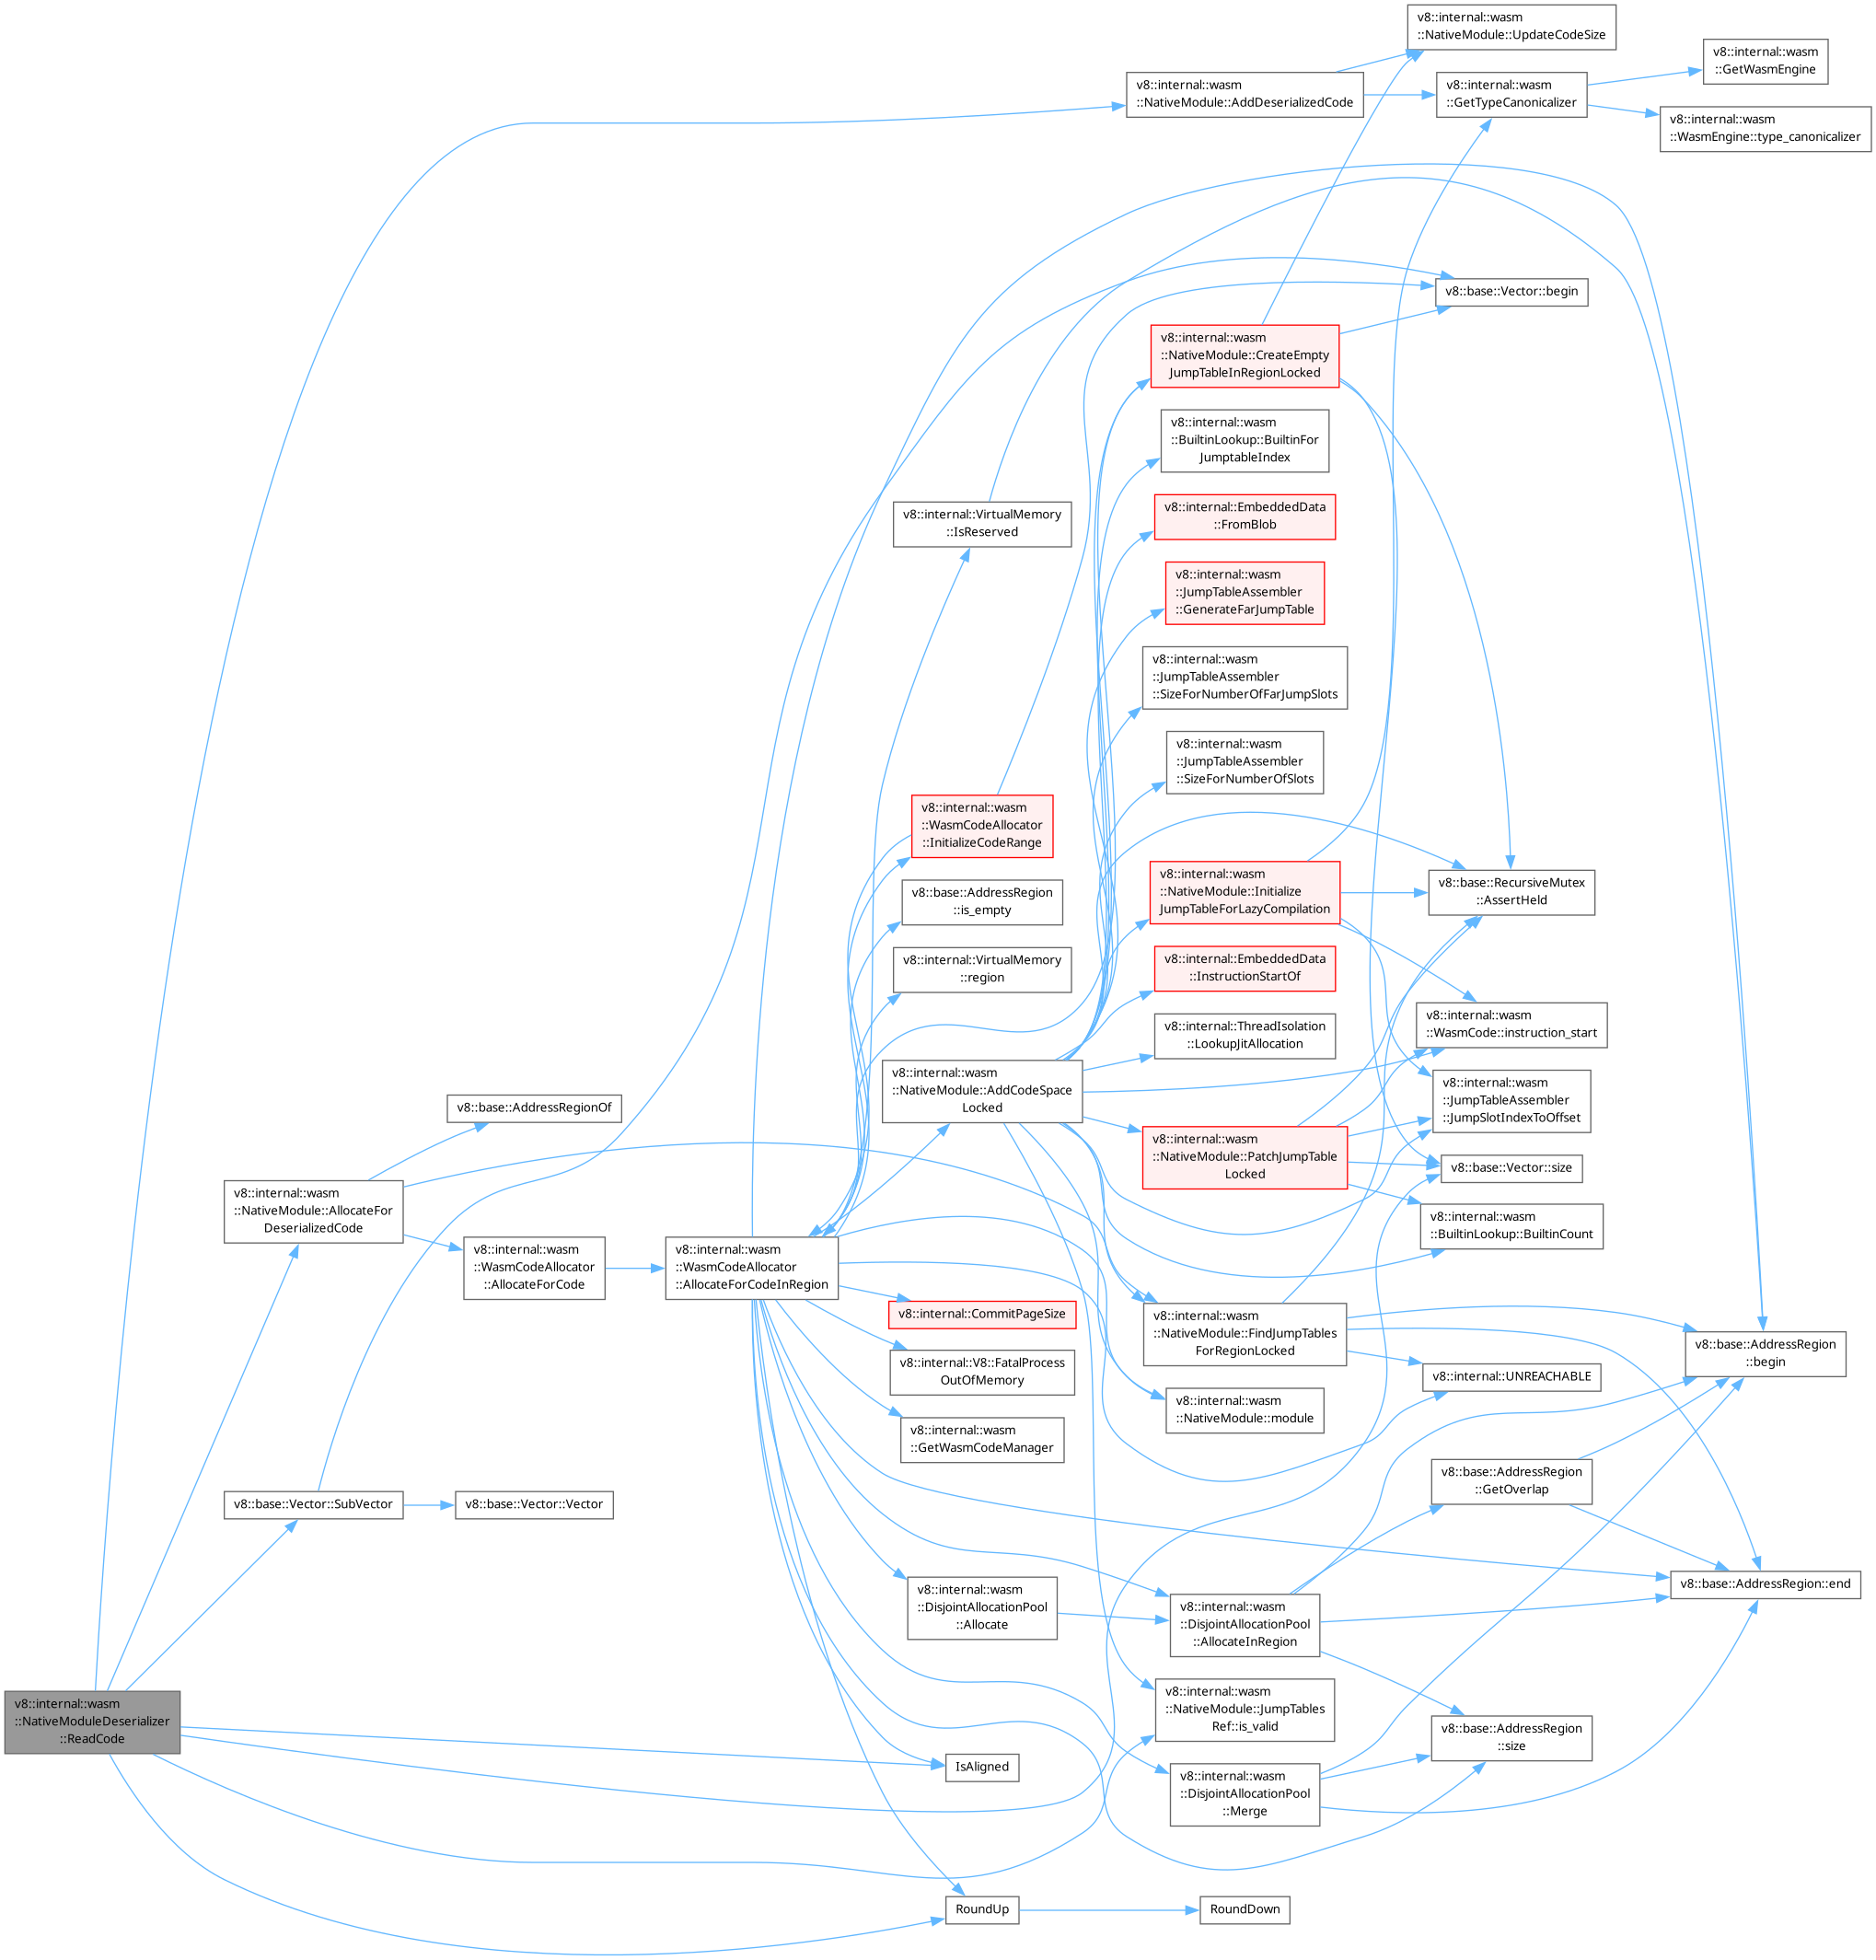 v8::internal::wasm
::NativeModule::UpdateCodeSize
v8::internal::wasm
::GetWasmEngine
v8::internal::wasm
::NativeModule::AddDeserializedCode
v8::internal::wasm
::GetTypeCanonicalizer
v8::internal::wasm
::WasmEngine::type_canonicalizer
v8::base::Vector::begin
v8::internal::wasm
::NativeModule::CreateEmpty
JumpTableInRegionLocked
v8::internal::wasm
::BuiltinLookup::BuiltinFor
JumptableIndex
v8::internal::VirtualMemory
::IsReserved
v8::internal::EmbeddedData
::FromBlob
v8::internal::wasm
::JumpTableAssembler
::GenerateFarJumpTable
v8::internal::wasm
::JumpTableAssembler
::SizeForNumberOfFarJumpSlots
v8::internal::wasm
::JumpTableAssembler
::SizeForNumberOfSlots
v8::internal::wasm
::WasmCodeAllocator
::InitializeCodeRange
v8::base::AddressRegion
::is_empty
v8::internal::wasm
::NativeModule::Initialize
JumpTableForLazyCompilation
v8::base::RecursiveMutex
::AssertHeld
v8::internal::VirtualMemory
::region
v8::internal::EmbeddedData
::InstructionStartOf
v8::internal::ThreadIsolation
::LookupJitAllocation
v8::internal::wasm
::WasmCode::instruction_start
v8::internal::wasm
::NativeModule::AddCodeSpace
Locked
v8::internal::wasm
::JumpTableAssembler
::JumpSlotIndexToOffset
v8::base::AddressRegionOf
v8::internal::wasm
::NativeModule::PatchJumpTable
Locked
v8::base::Vector::size
v8::internal::wasm
::NativeModule::AllocateFor
DeserializedCode
v8::internal::wasm
::BuiltinLookup::BuiltinCount
v8::internal::wasm
::WasmCodeAllocator
::AllocateForCode
v8::internal::wasm
::WasmCodeAllocator
::AllocateForCodeInRegion
v8::internal::CommitPageSize
v8::internal::wasm
::NativeModule::FindJumpTables
ForRegionLocked
v8::base::AddressRegion
::begin
v8::internal::V8::FatalProcess
OutOfMemory
v8::internal::UNREACHABLE
v8::internal::wasm
::NativeModule::module
v8::internal::wasm
::GetWasmCodeManager
v8::base::AddressRegion
::GetOverlap
v8::base::Vector::SubVector
v8::base::Vector::Vector
v8::internal::wasm
::DisjointAllocationPool
::Allocate
v8::internal::wasm
::DisjointAllocationPool
::AllocateInRegion
v8::base::AddressRegion::end
v8::internal::wasm
::NativeModuleDeserializer
::ReadCode
v8::internal::wasm
::NativeModule::JumpTables
Ref::is_valid
v8::base::AddressRegion
::size
IsAligned
v8::internal::wasm
::DisjointAllocationPool
::Merge
RoundUp
RoundDown